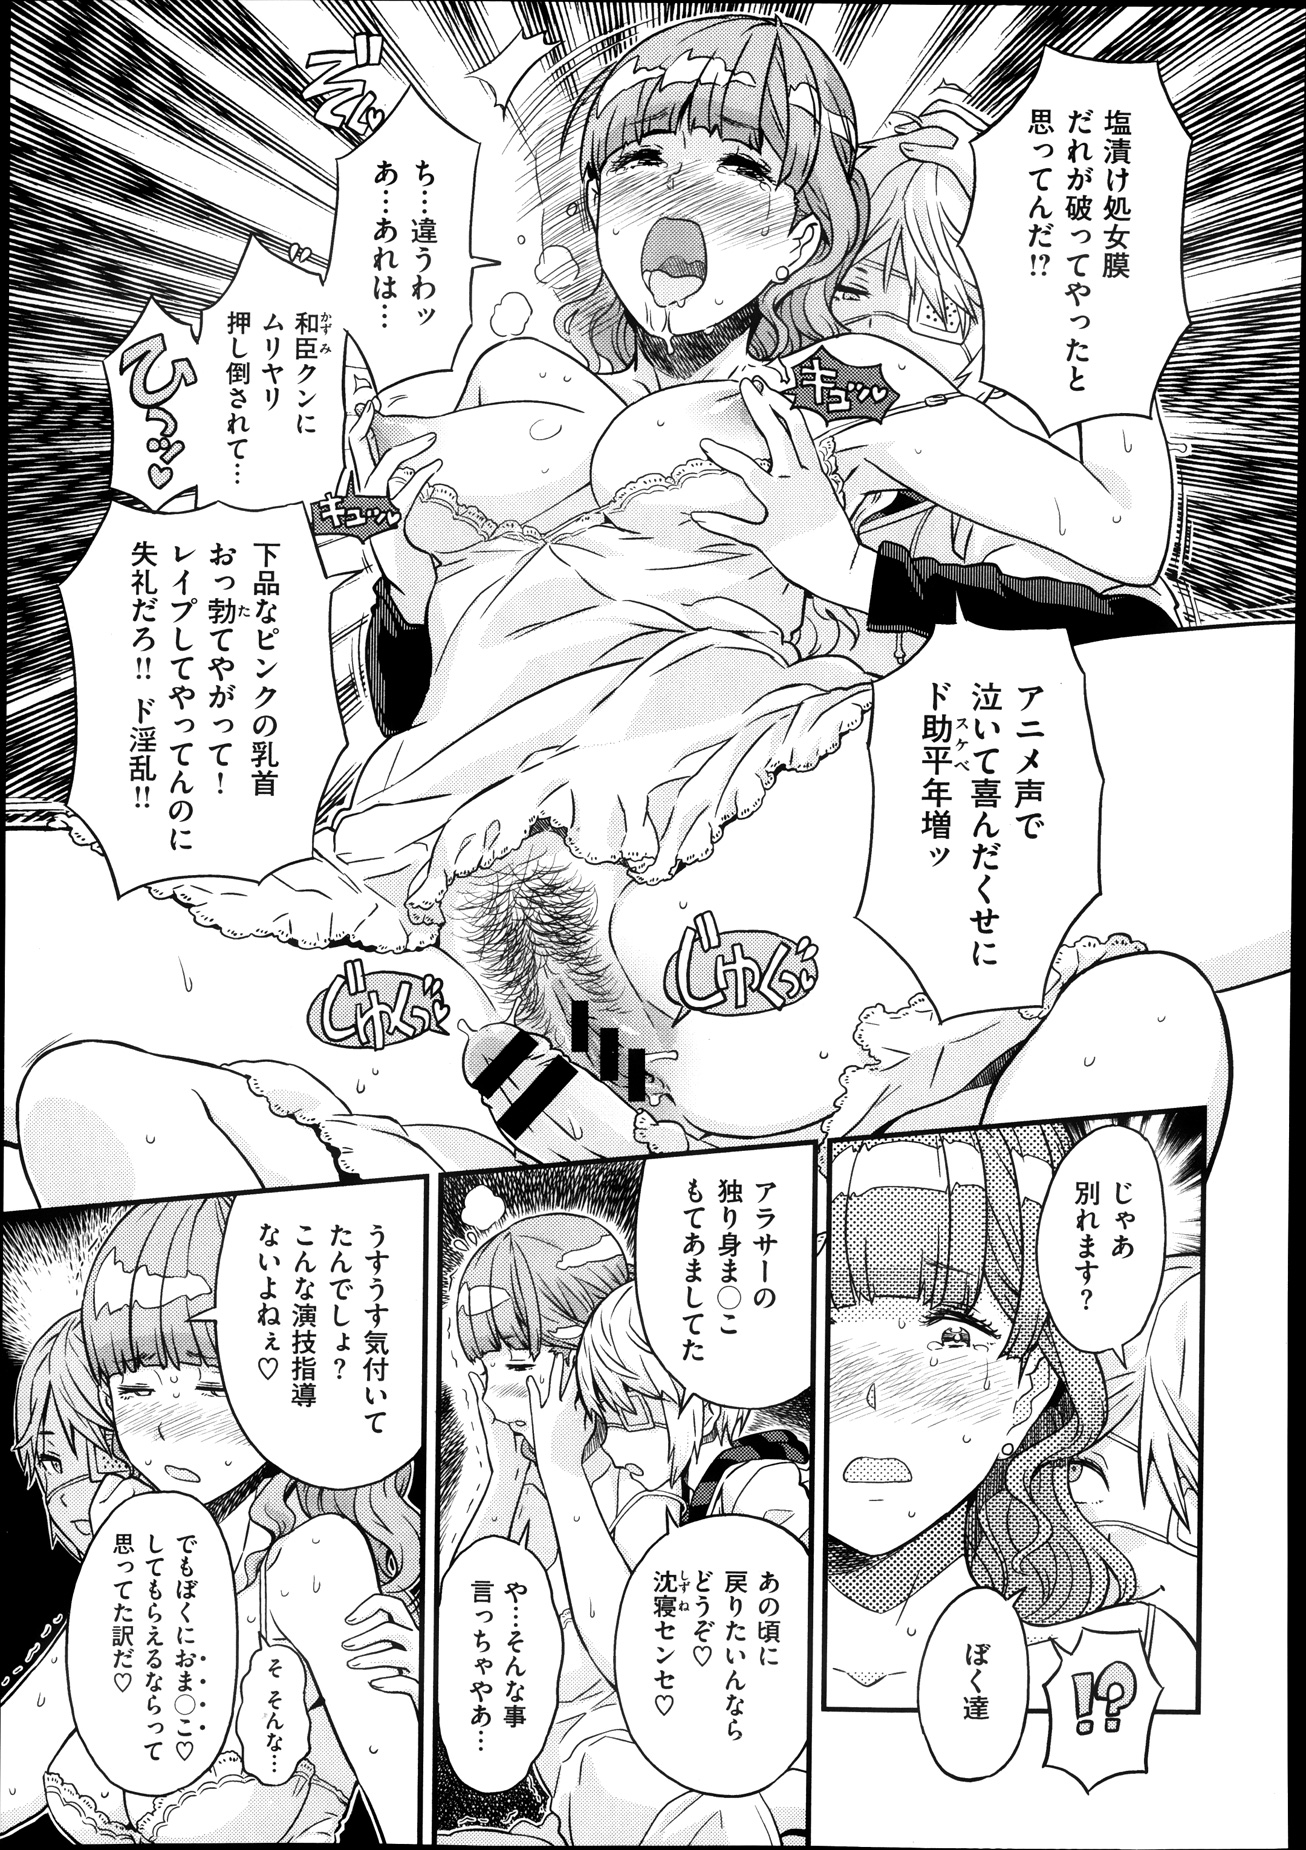 塩漬け処女膜
だれが破ってやったと
思ってんだ!?
ち…違うわッ
あ…あれは…
和臣クンに
かずみ
ムリヤリ
押し倒されて…
キュッ♡
キュッ♡
ひっッ♡
アニメ声で
泣いて喜んだくせに
ド助平年増ッ
スケベ
下品なピンクの乳首
おっ勃てやがって!
た
レイプしてやってんのに
失礼だろ!! ド淫乱!!
じゅくっ♡
じゅくっ♡
じゃあ
別れます?
!?
ぼく達
アラサーの
独り身ま○こ
もてあましてた
あの頃に
戻りたいんなら
どうぞ♡
沈寝センセ♡
しずね
や…そんな事
言っちゃやあ…
うすうす気付いて
たんでしょ?
こんな演技指導
ないよねぇ♡
そ そんな…
でもぼくにおま○こ♡
してもらえるならって
思ってた訳だ♡